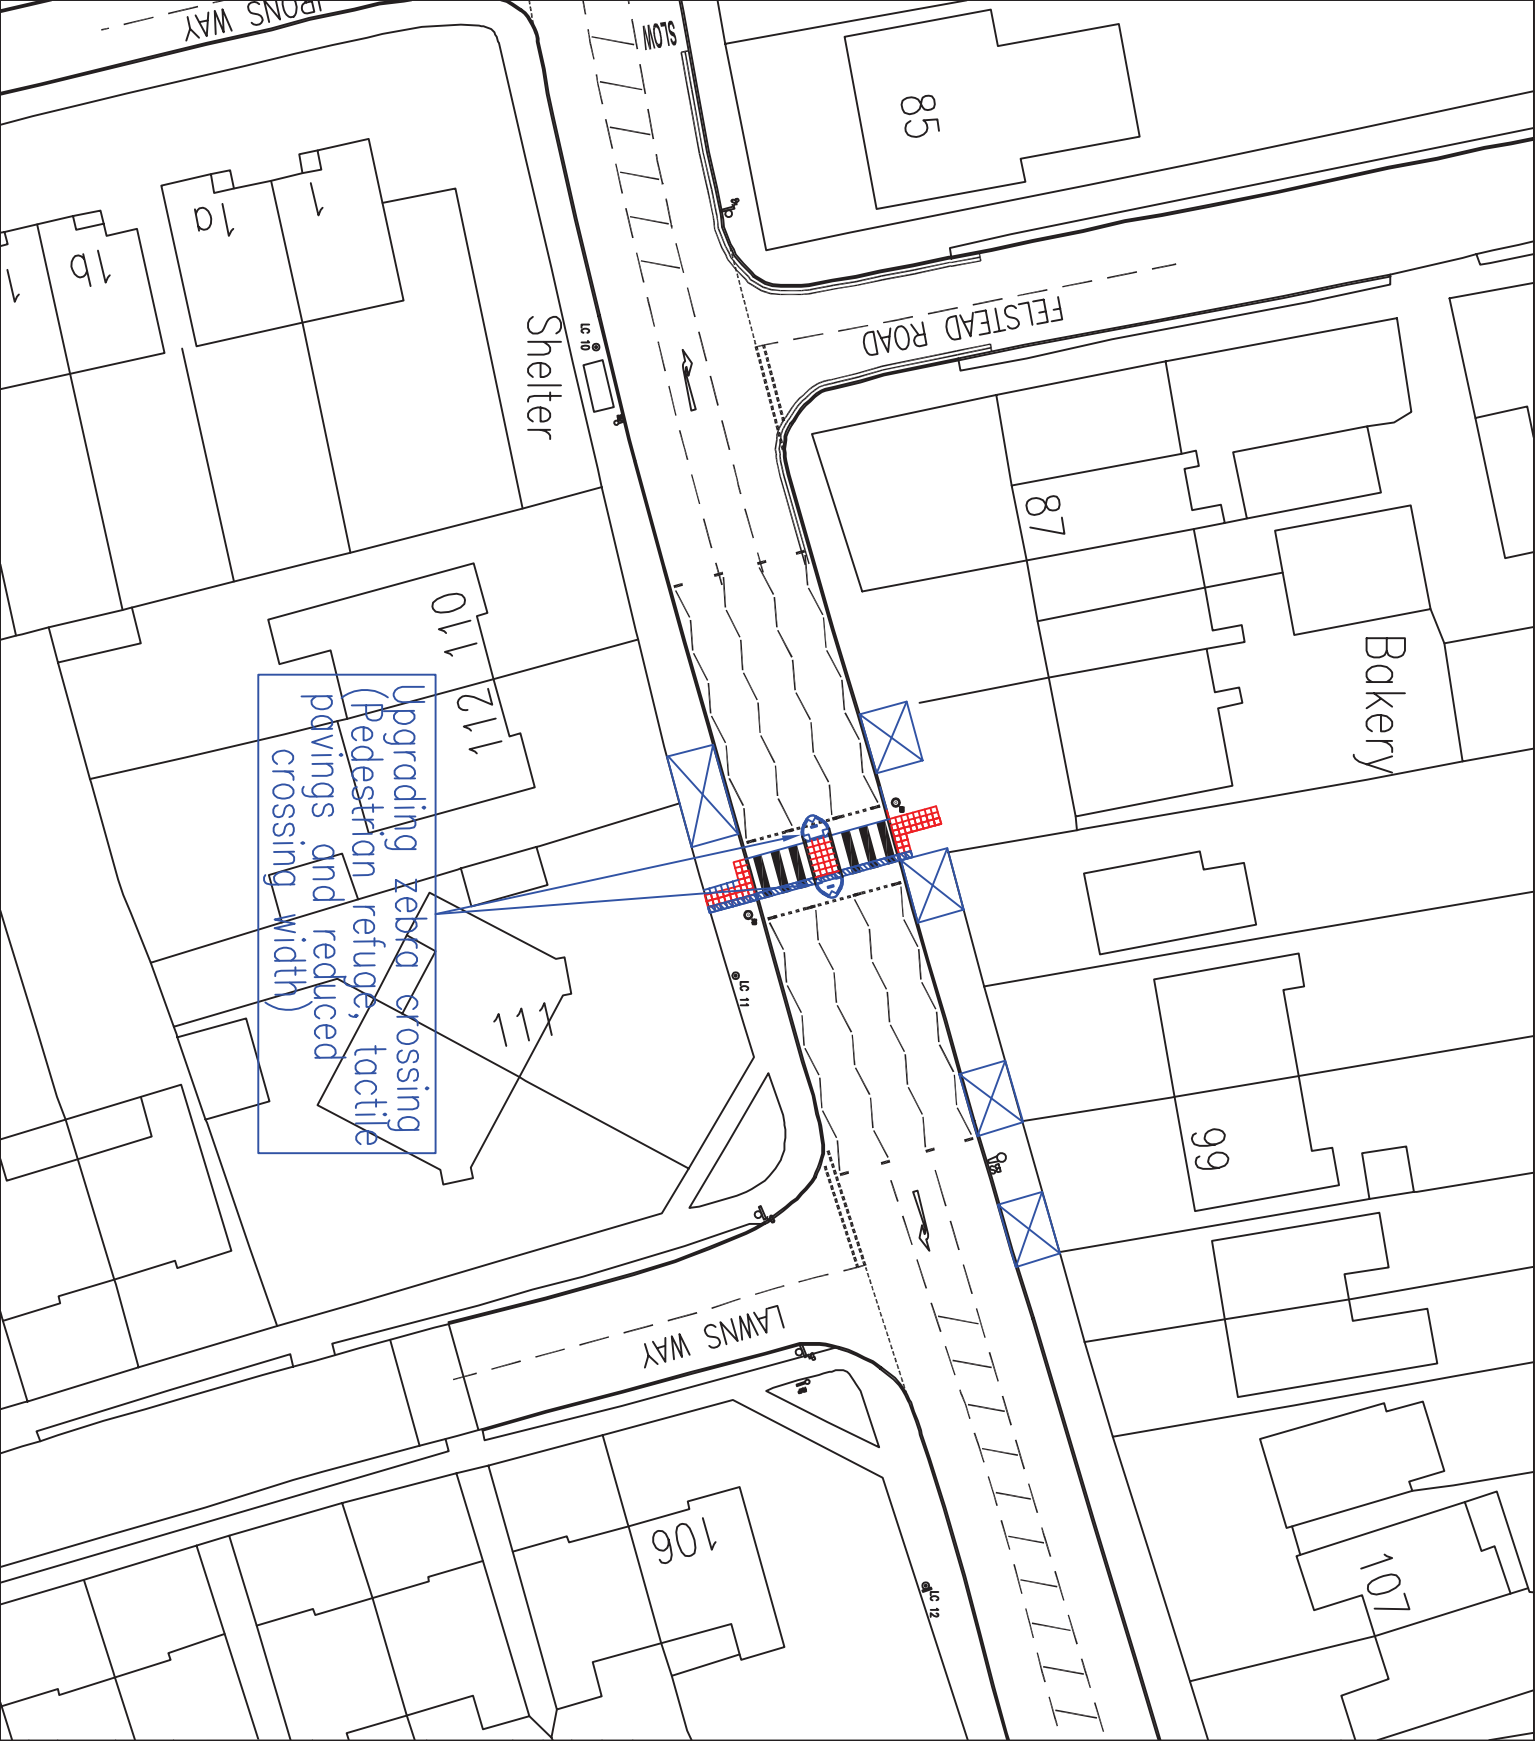 IRONS WAY
SLOW
85
1
1a
1b
1
FELSTEAD ROAD
LC 10
Shelter
87
110
112
Bakery
Upgrading zebra crossing
(Pedestrian refuge, tactile
pavings and reduced
crossing width)
LC 11
111
99
LAWNS WAY
106
LC 12
107